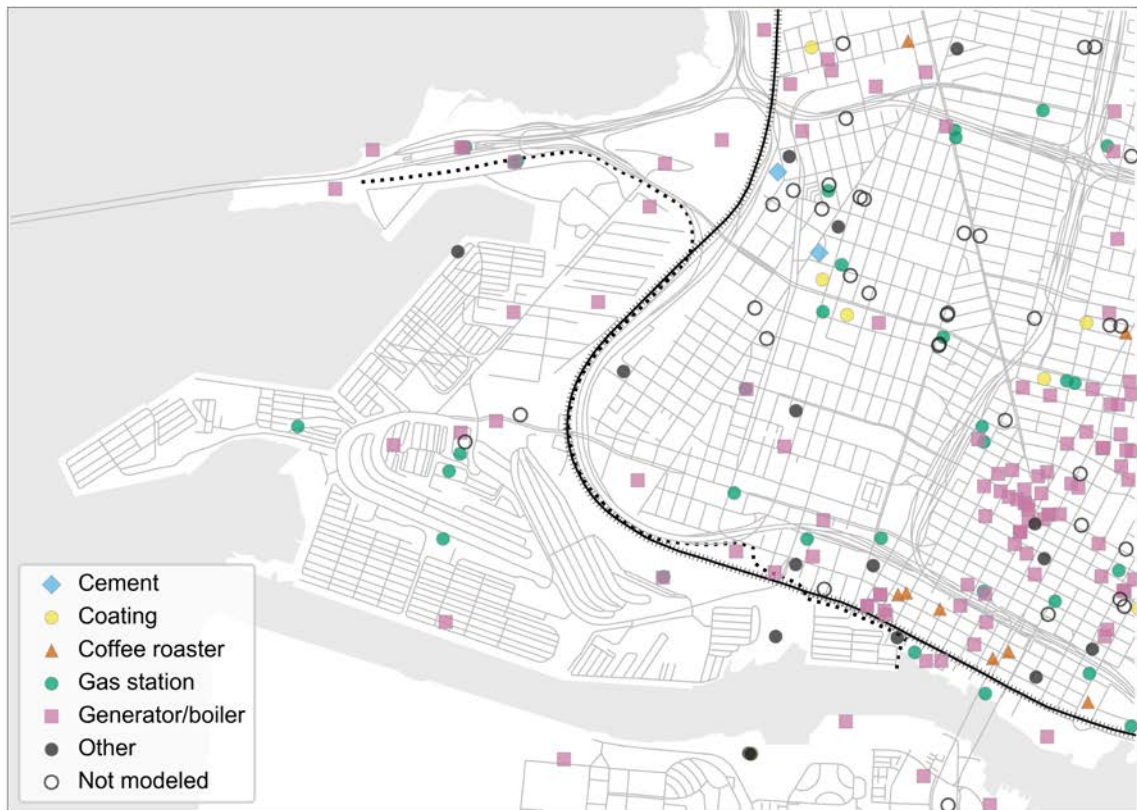 Cement
Coating
Coffee roaster
Gas station
Generator/boiler
Other
Not modeled